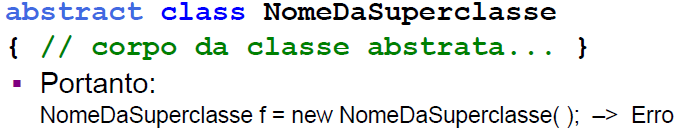 abstract class NomeDaSuperclasse
{ // corpo da classe abstrata... }
▪ Portanto:
NomeDaSuperclasse f = new NomeDaSuperclasse( ); –> Erro